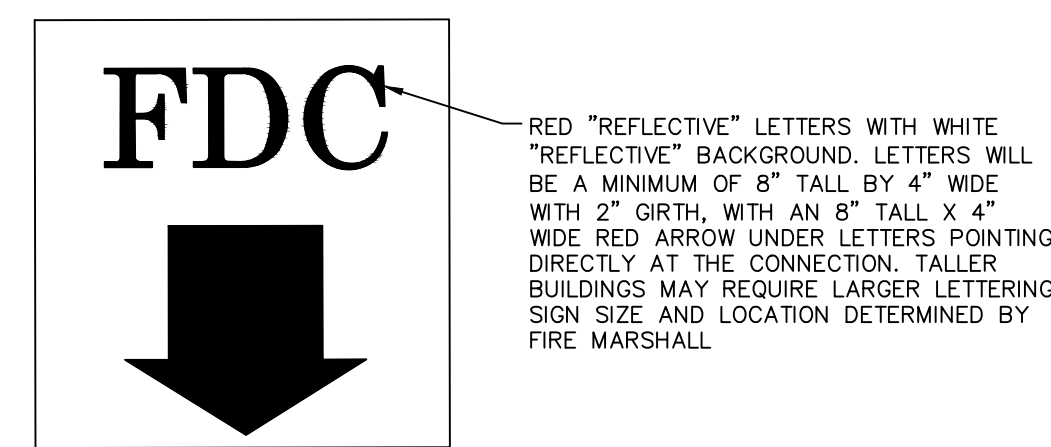 FDC
RED "REFLECTIVE" LETTERS WITH WHITE
"REFLECTIVE" BACKGROUND. LETTERS WILL
BE A MINIMUM OF 8" TALL BY 4" WIDE
WITH 2" GIRTH, WITH AN 8" TALL X 4"
WIDE RED ARROW UNDER LETTERS POINTING
DIRECTLY AT THE CONNECTION. TALLER
BUILDINGS MAY REQUIRE LARGER LETTERING
SIGN SIZE AND LOCATION DETERMINED BY
FIRE MARSHALL